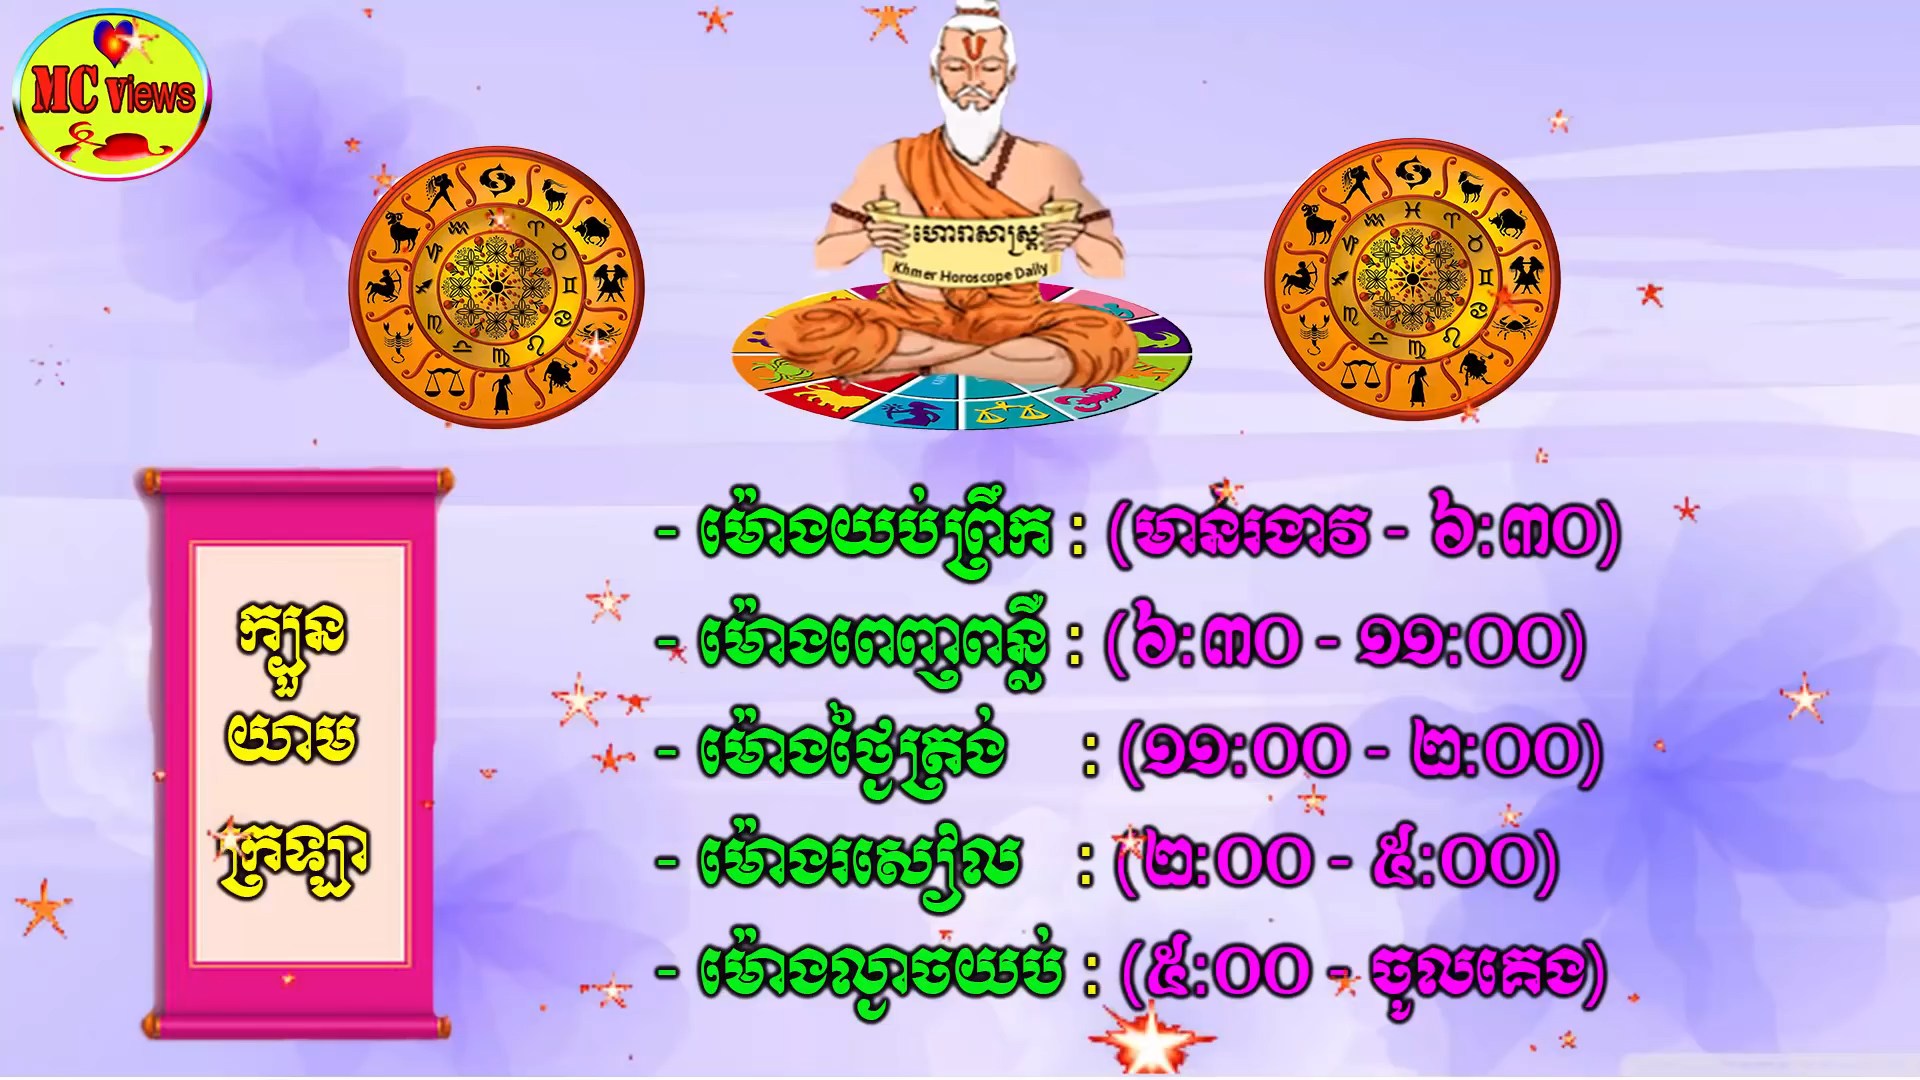 MC Views
ហោរាសាស្ត្រ
Khmer Horoscope Daily
ក្បួន
យាម
ក្រឡា
- ម៉ោងយប់ព្រឹក : (មាន់រងាវ - ៦:៣០)
- ម៉ោងពេញពន្លឺ : (៦:៣០ - ១១:០០)
- ម៉ោងថ្ងៃត្រង់ : (១១:០០ - ២:០០)
- ម៉ោងរសៀល : (២:០០ - ៥:០០)
- ម៉ោងល្ងាចយប់ : (៥:០០ - ចូលគេង)